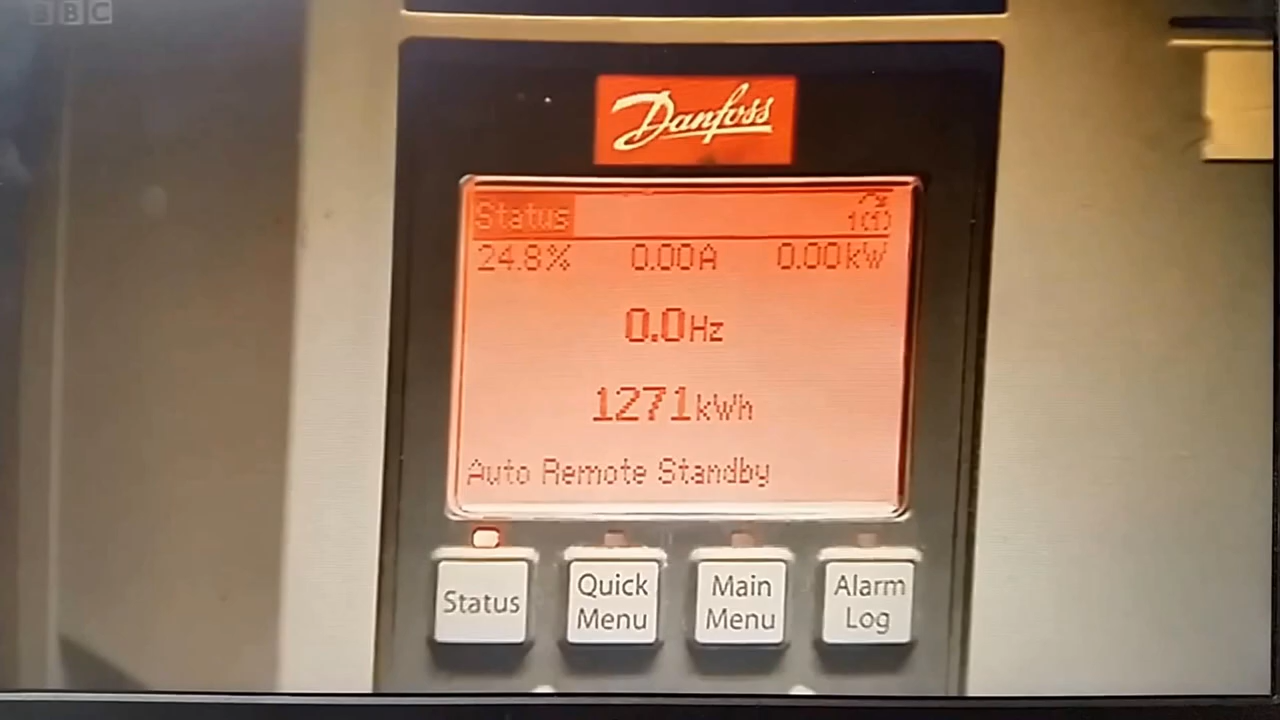 BBC
Danfoss
Status
1(1)
24.8% 0.00A 0.00kW
0.0Hz
1271kWh
Auto Remote Standby
Status
Quick Menu
Main Menu
Alarm Log